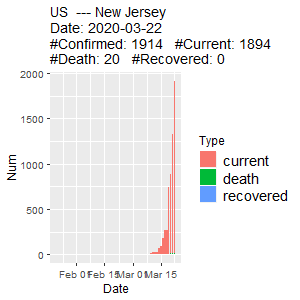 US  --- New Jersey
Date: 2020-03-22
#Confirmed: 1914   #Current: 1894
#Death: 20   #Recovered: 0
2000
1500
1000
500
0
Num
Feb 01 Feb 15 Mar 01 Mar 15
Date
Type
current
death
recovered